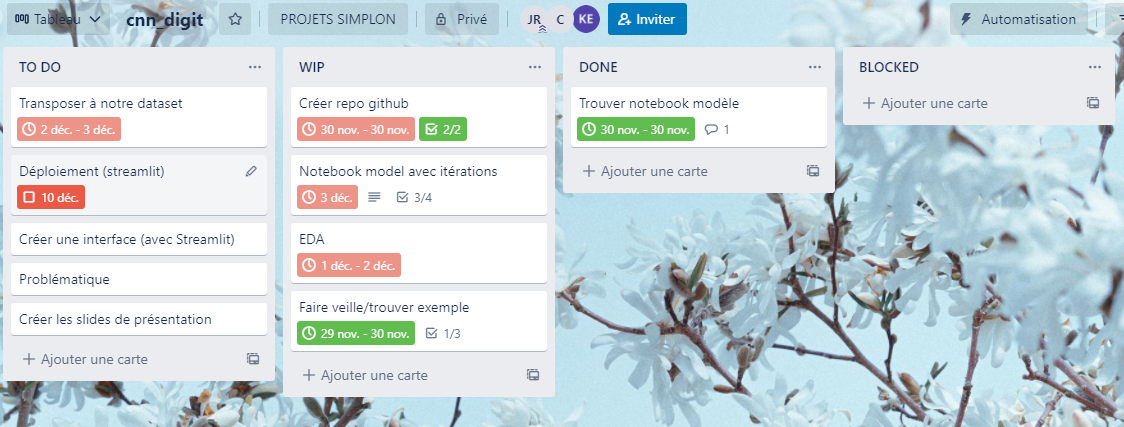 Tableau
cnn_digit
PROJETS SIMPLON
Privé
JR
C
KE
Inviter
Automatisation
TO DO
Transposer à notre dataset
2 déc. - 3 déc.
Déploiement (streamlit)
10 déc.
Créer une interface (avec Streamlit)
Problématique
Créer les slides de présentation
Ajouter une carte
WIP
Créer repo github
30 nov. - 30 nov.
2/2
Notebook model avec itérations
3 déc.
3/4
EDA
1 déc. - 2 déc.
Faire veille/trouver exemple
29 nov. - 30 nov.
1/3
Ajouter une carte
DONE
Trouver notebook modèle
30 nov. - 30 nov.
1
Ajouter une carte
BLOCKED
Ajouter une carte